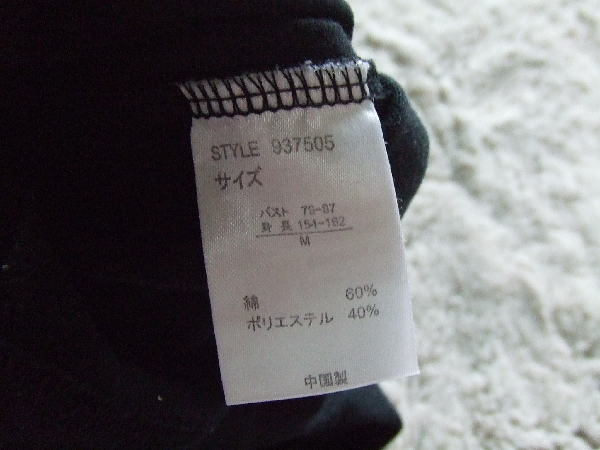 STYLE 937505
サイズ
バスト 79-87
身長 154-162
M
綿 60%
ポリエステル 40%
中国製